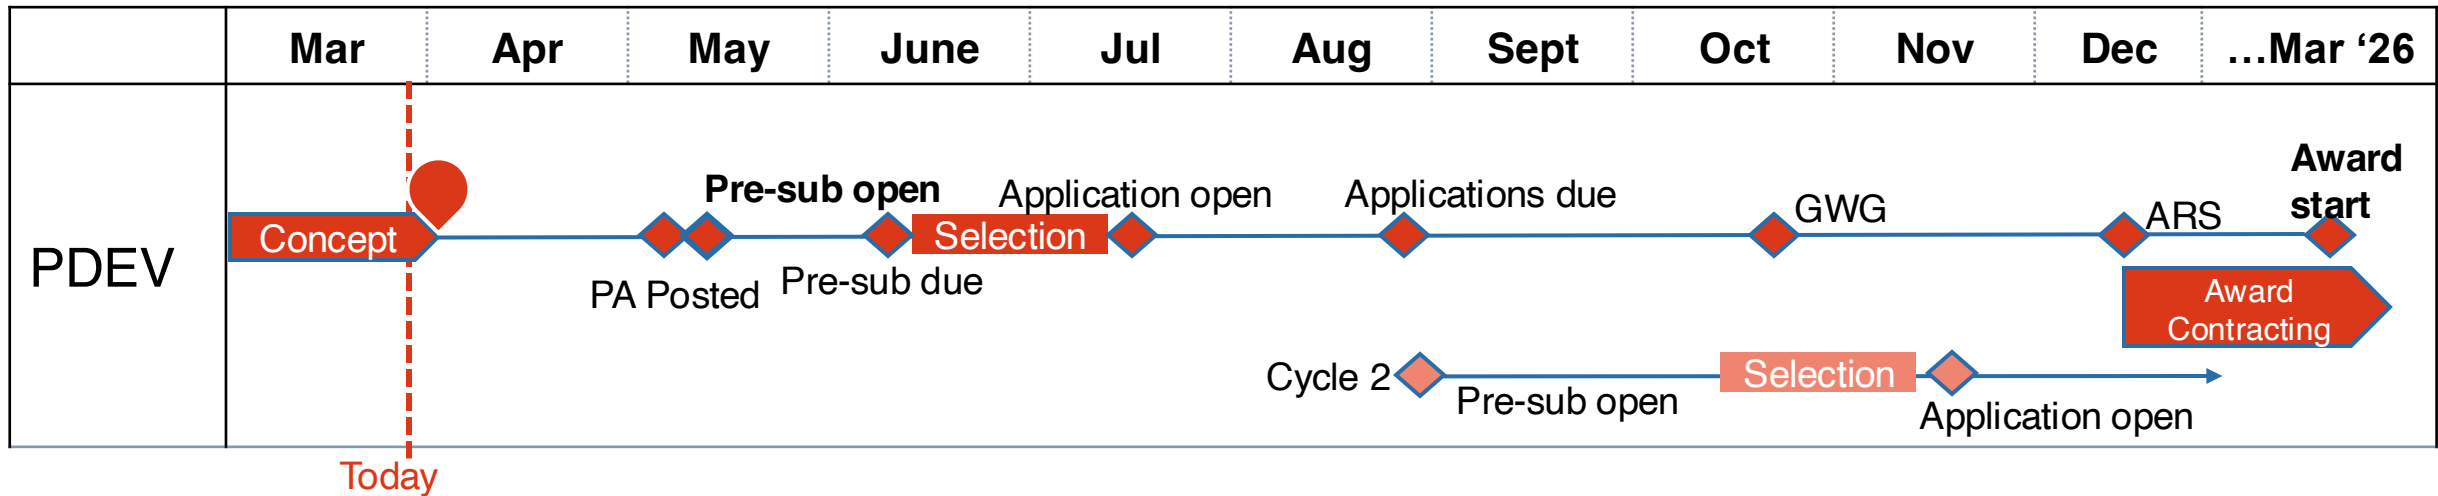 Mar Apr May June Jul Aug Sept Oct Nov Dec …Mar ‘26
PDEV
Concept
PA Posted
Pre-sub open
Pre-sub due
Selection
Application open
Applications due
GWG
ARS
Award
start
Award
Contracting
Cycle 2
Pre-sub open
Selection
Application open
Today